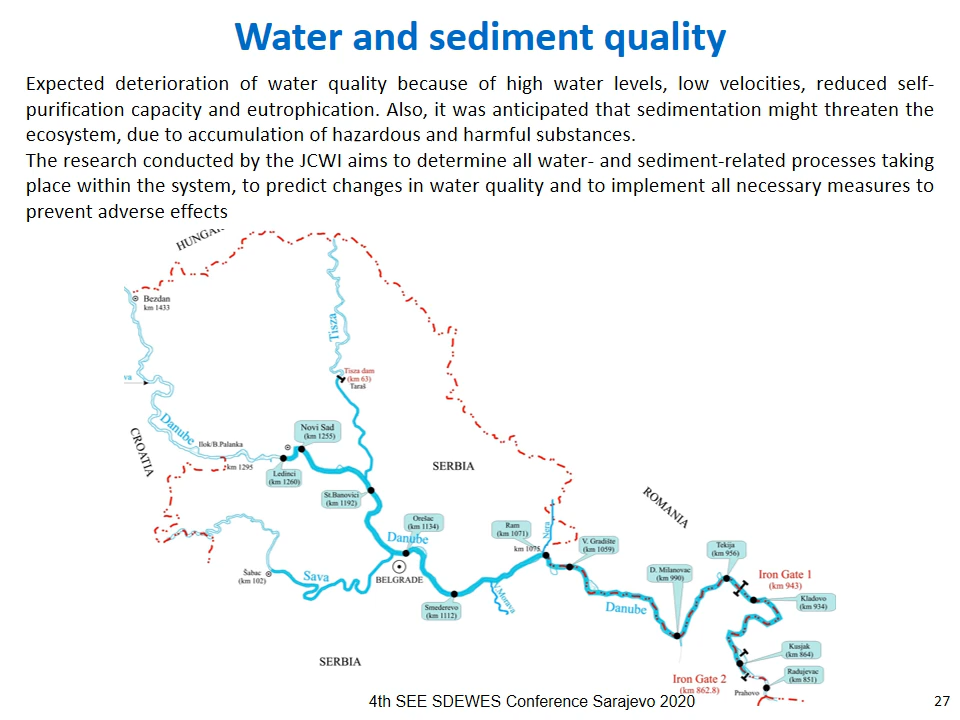 Water and sediment quality
Expected deterioration of water quality because of high water levels, low velocities, reduced self-
purification capacity and eutrophication. Also, it was anticipated that sedimentation might threaten the
ecosystem, due to accumulation of hazardous and harmful substances.
The research conducted by the JCWI aims to determine all water- and sediment-related processes taking
place within the system, to predict changes in water quality and to implement all necessary measures to
prevent adverse effects
Bezdan
km 1433
Tisza
Tisza dam
(km 63)
Taraš
Danube
CROATIA
Ilok/B.Palanka
km 1295
Novi Sad
(km 1255)
Ledinci
(km 1260)
SERBIA
St.Banovici
(km 1192)
ROMANIA
Orešac
(km 1134)
Danube
Ram
(km 1071)
km 1075
Nera
V. Gradište
(km 1059)
Tekija
(km 956)
BELGRADE
Šabac
(km 102)
Sava
D. Milanovac
(km 990)
Iron Gate 1
(km 943)
Kladovo
(km 934)
Smederevo
(km 1112)
V.Morava
Danube
Kusjak
(km 864)
SERBIA
Radujevac
(km 851)
Iron Gate 2
(km 862.8)
Prahovo
4th SEE SDEWES Conference Sarajevo 2020
27